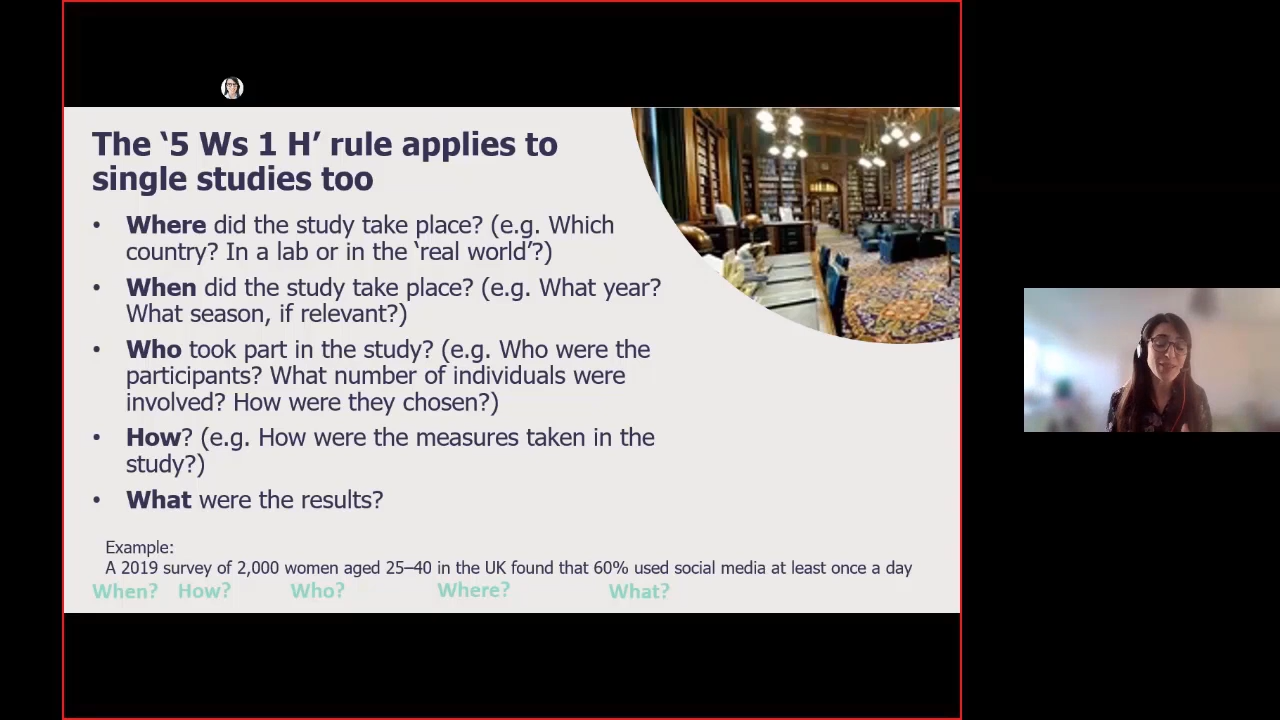 The ‘5 Ws 1 H’ rule applies to
single studies too
• Where did the study take place? (e.g. Which
country? In a lab or in the ‘real world’?)
• When did the study take place? (e.g. What year?
What season, if relevant?)
• Who took part in the study? (e.g. Who were the
participants? What number of individuals were
involved? How were they chosen?)
• How? (e.g. How were the measures taken in the
study?)
• What were the results?
Example:
A 2019 survey of 2,000 women aged 25–40 in the UK found that 60% used social media at least once a day
When? How? Who? Where? What?